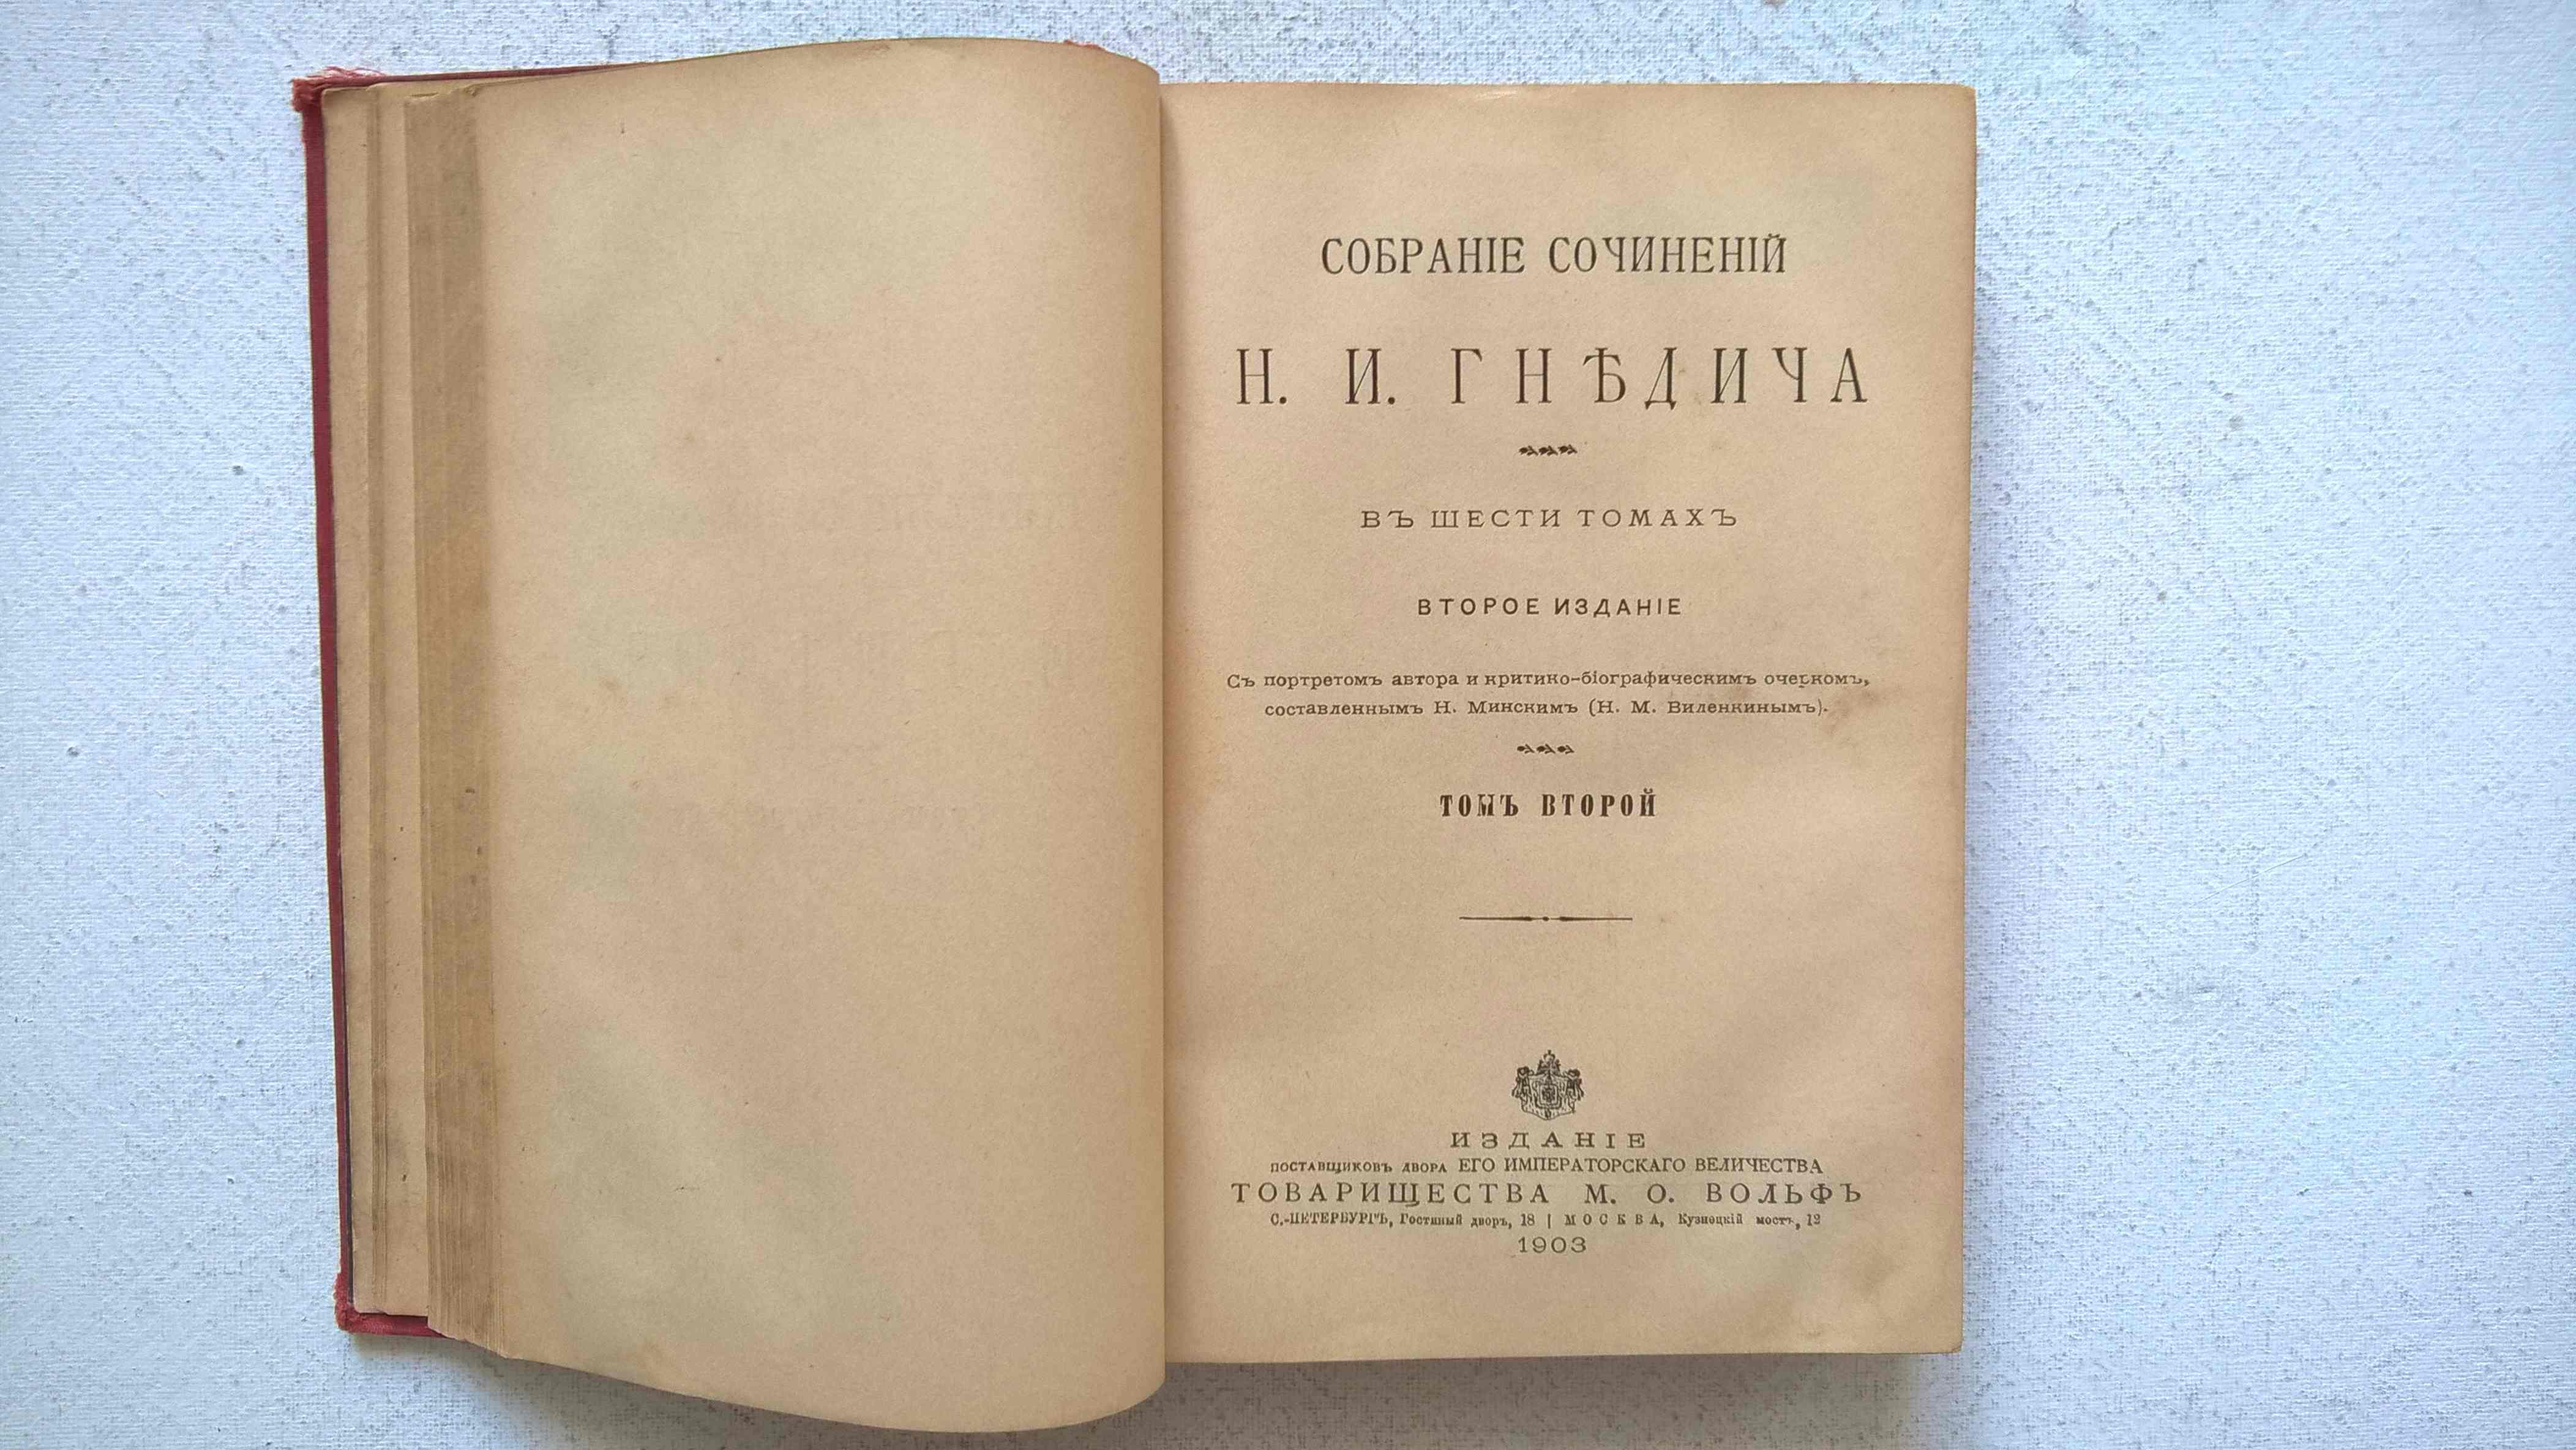 СОБРАНІЕ СОЧИНЕНІЙ
Н. И. ГНѢДИЧА
ВЪ ШЕСТИ ТОМАХЪ
ВТОРОЕ ИЗДАНІЕ
Съ портретомъ автора и критико-біографическимъ очеркомъ,
составленнымъ Н. Минскимъ (Н. М. Виленкинымъ).
ТОМЪ ВТОРОЙ
ИЗДАНІЕ
ПОСТАВЩИКОВЪ ДВОРА ЕГО ИМПЕРАТОРСКАГО ВЕЛИЧЕСТВА
ТОВАРИЩЕСТВА М. О. ВОЛЬФЪ
С.-ПЕТЕРБУРГЪ, Гостиный дворъ, 18 | МОСКВА, Кузнецкій мостъ, 12
1903